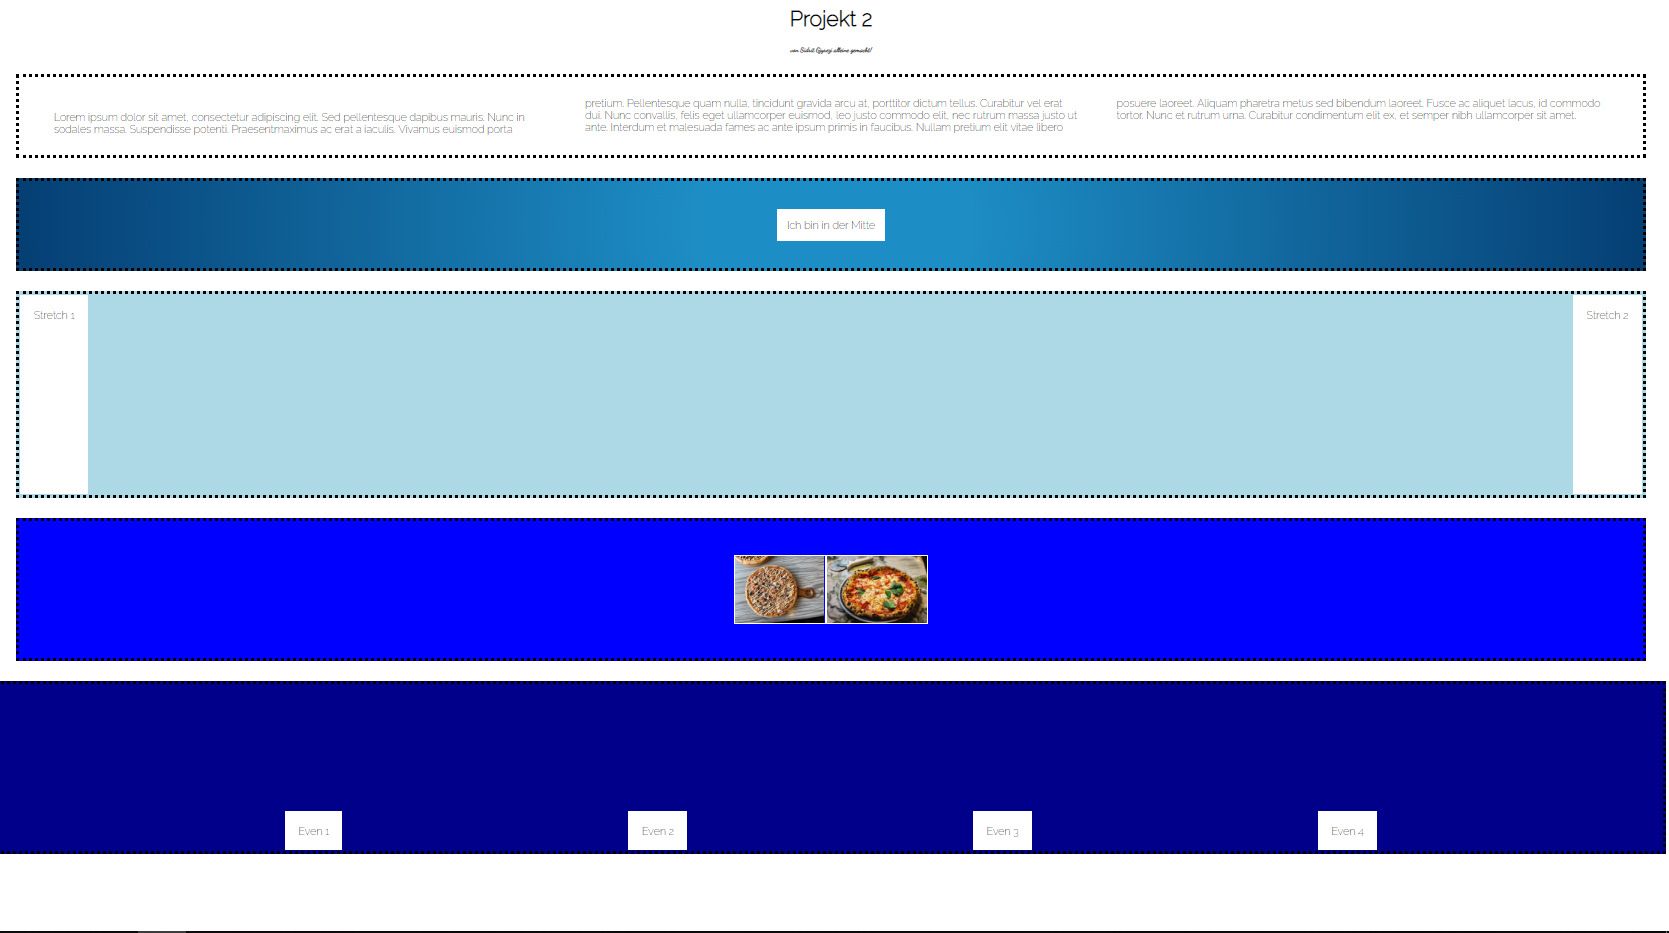 Projekt 2
von Sidrit Gjypezi alleine gemacht!
Lorem ipsum dolor sit amet, consectetur adipiscing elit. Sed pellentesque dapibus mauris. Nunc in
sodales massa. Suspendisse potenti. Praesentmaximus ac erat a iaculis. Vivamus euismod porta
pretium. Pellentesque quam nulla, tincidunt gravida arcu at, porttitor dictum tellus. Curabitur vel erat
dui. Nunc convallis, felis eget ullamcorper euismod, leo justo commodo elit, nec rutrum massa justo ut
ante. Interdum et malesuada fames ac ante ipsum primis in faucibus. Nullam pretium elit vitae libero
posuere laoreet. Aliquam pharetra metus sed bibendum laoreet. Fusce ac aliquet lacus, id commodo
tortor. Nunc et rutrum urna. Curabitur condimentum elit ex, et semper nibh ullamcorper sit amet.
Ich bin in der Mitte
Stretch 1
Stretch 2
Even 1
Even 2
Even 3
Even 4